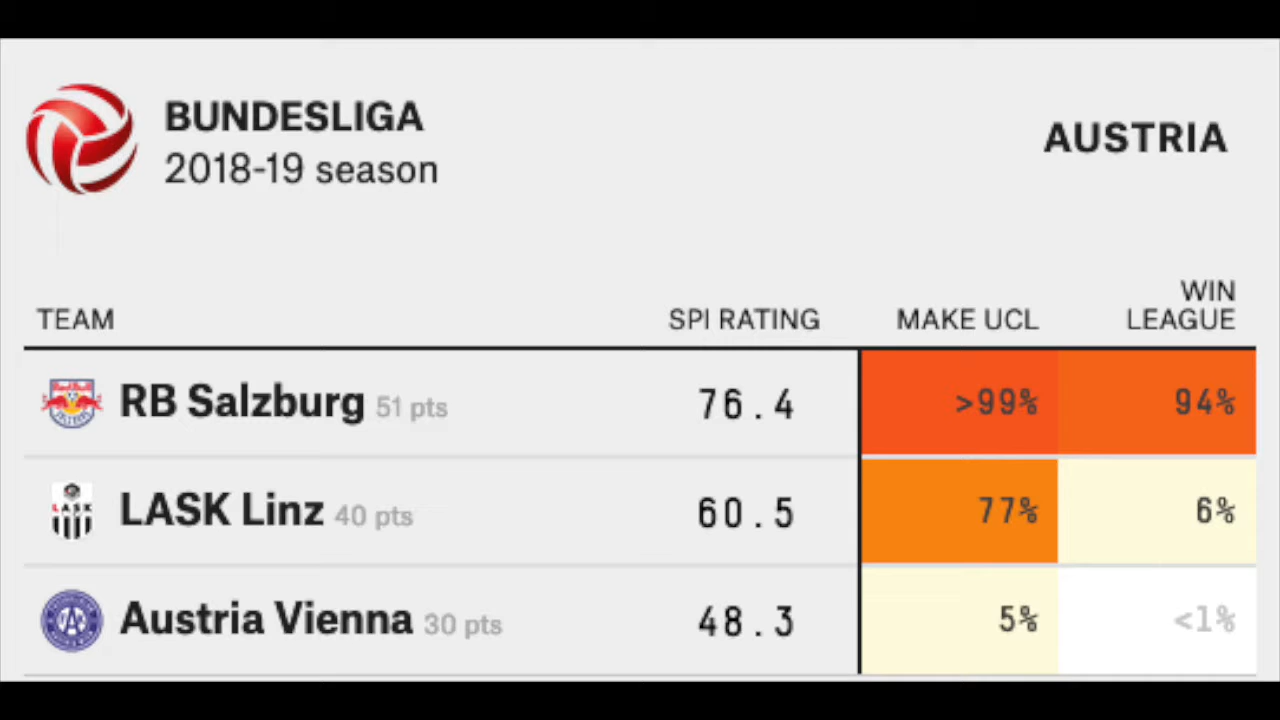 BUNDESLIGA
2018-19 season
AUSTRIA
TEAM SPI RATING MAKE UCL WIN LEAGUE
RB Salzburg 51 pts 76.4 >99% 94%
LASK Linz 40 pts 60.5 77% 6%
Austria Vienna 30 pts 48.3 5% <1%